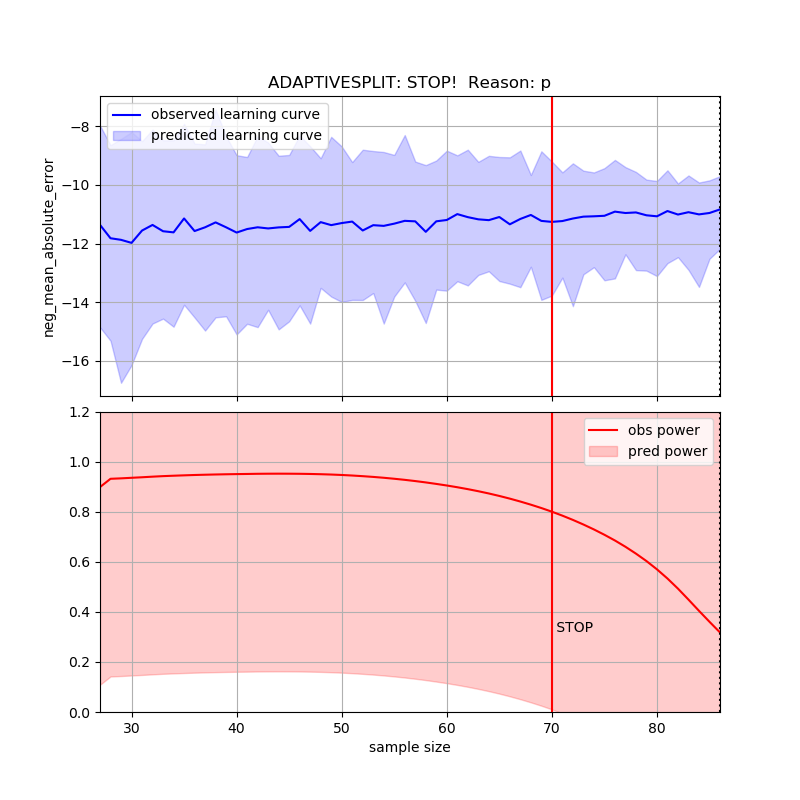 ADAPTIVESPLIT: STOP!  Reason: p
observed learning curve
predicted learning curve
neg_mean_absolute_error
−8
−10
−12
−14
−16
obs power
pred power
1.2
1.0
0.8
0.6
0.4
0.2
0.0
STOP
30 40 50 60 70 80
sample size